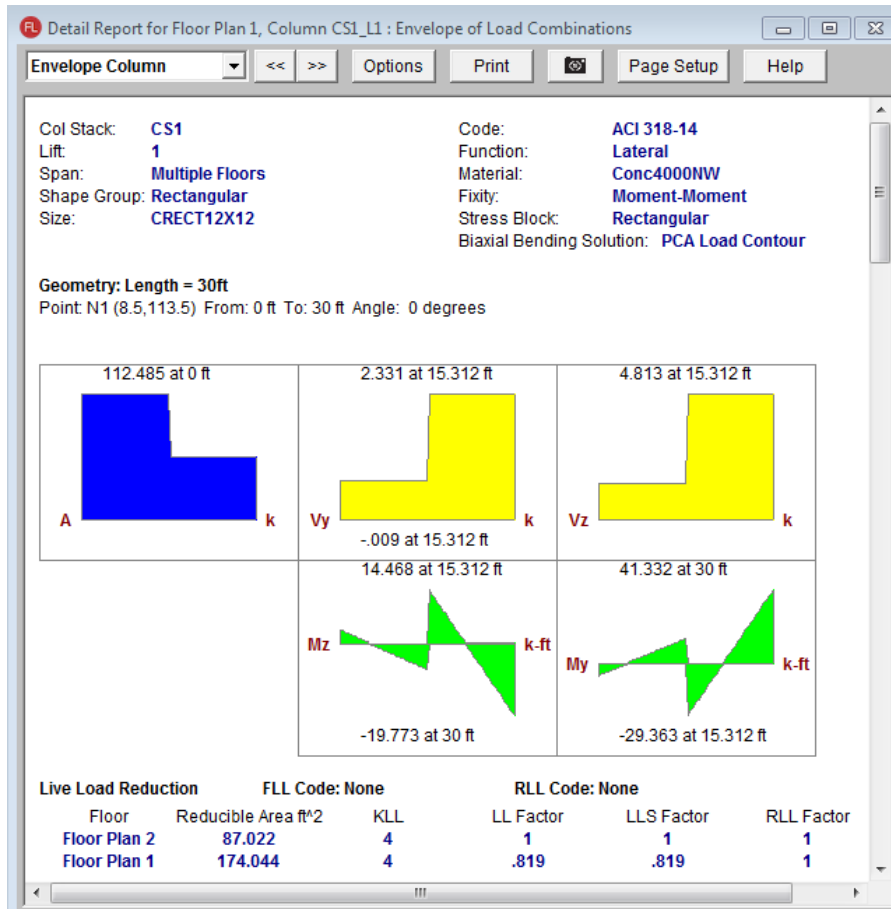 FL Detail Report for Floor Plan 1, Column CS1_L1 : Envelope of Load Combinations
Envelope Column << >> Options Print Page Setup Help
Col Stack: CS1 Code: ACI 318-14
Lift: 1 Function: Lateral
Span: Multiple Floors Material: Conc4000NW
Shape Group: Rectangular Fixity: Moment-Moment
Size: CRECT12X12 Stress Block: Rectangular
Biaxial Bending Solution: PCA Load Contour
Geometry: Length = 30ft
Point: N1 (8.5,113.5) From: 0 ft To: 30 ft Angle: 0 degrees
112.485 at 0 ft 2.331 at 15.312 ft 4.813 at 15.312 ft
A k Vy k Vz k
-.009 at 15.312 ft
14.468 at 15.312 ft 41.332 at 30 ft
Mz k-ft My k-ft
-19.773 at 30 ft -29.363 at 15.312 ft
Live Load Reduction FLL Code: None RLL Code: None
Floor Reducible Area ft^2 KLL LL Factor LLS Factor RLL Factor
Floor Plan 2 87.022 4 1 1 1
Floor Plan 1 174.044 4 .819 .819 1